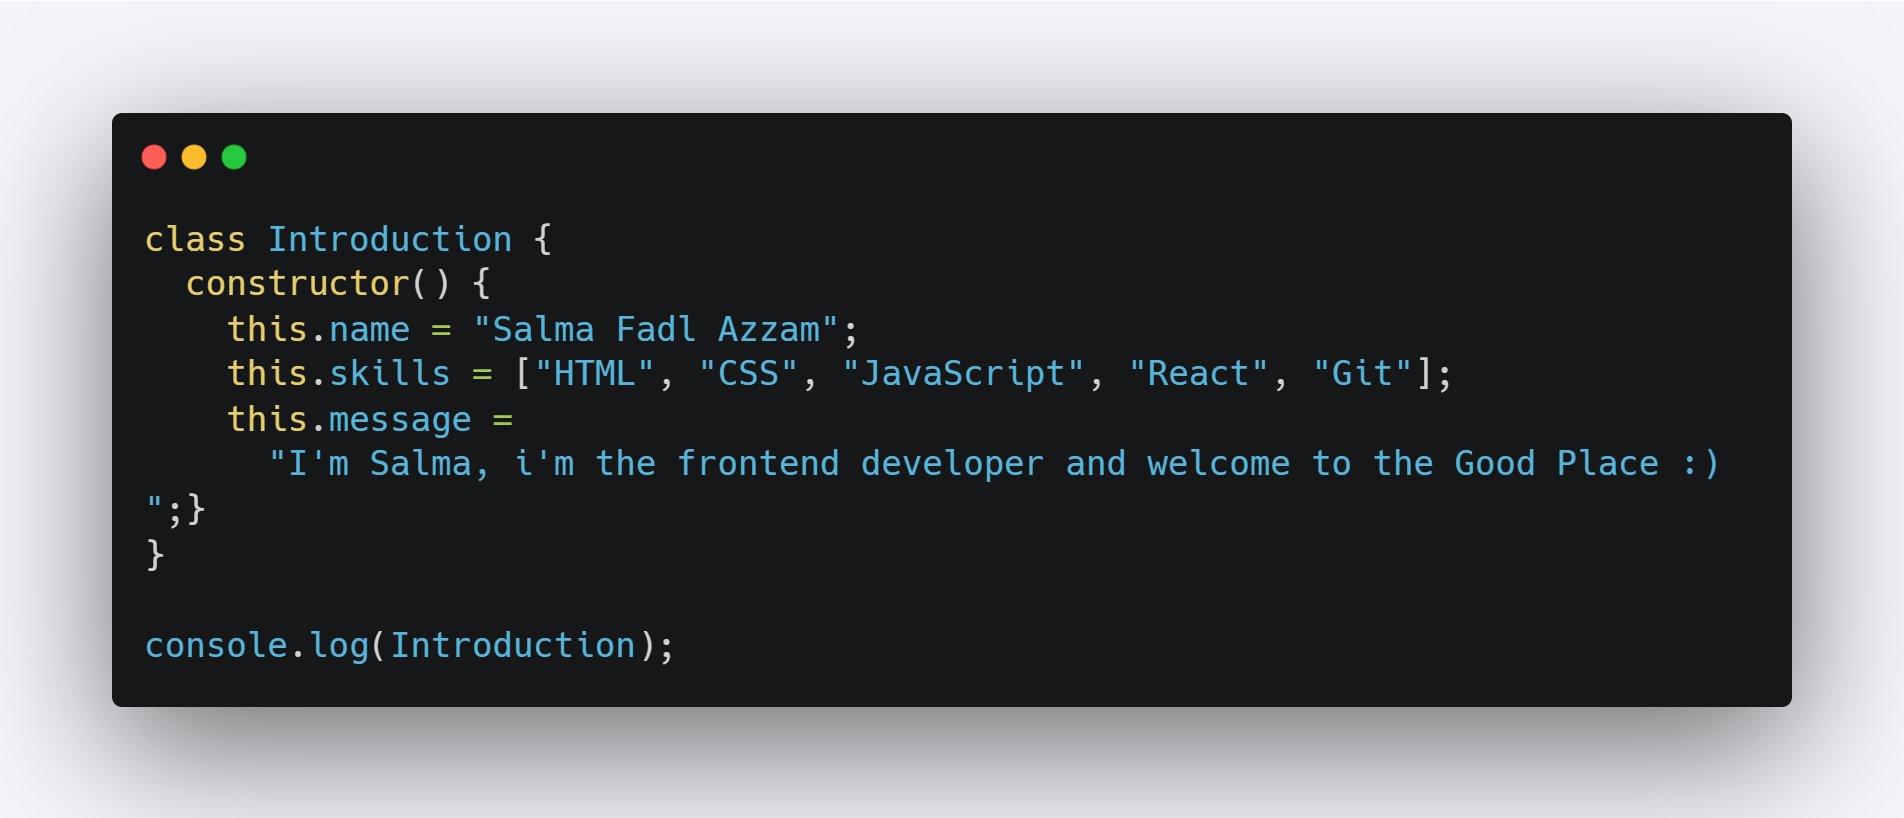 class Introduction {
  constructor() {
    this.name = "Salma Fadl Azzam";
    this.skills = ["HTML", "CSS", "JavaScript", "React", "Git"];
    this.message =
      "I'm Salma, i'm the frontend developer and welcome to the Good Place :)
";}
}

console.log(Introduction);